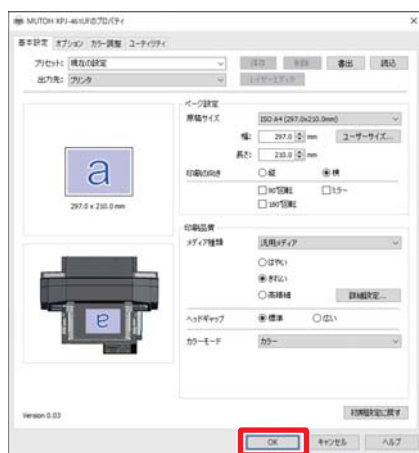 MUTOH XPJ-461UFのプロパティ
基本設定 オプション カラー調整 ユーティリティ
プリセット: 現在の設定 保存 削除 書出 読込
出力先: プリンタ レイヤーエディタ
ページ設定
原稿サイズ ISO A4 (297.0x210.0mm)
幅: 297.0 mm ユーザーサイズ...
長さ: 210.0 mm
印刷の向き 縦 横
90°回転 ミラー
180°回転
a
297.0 x 210.0 mm
印刷品質
メディア種類 汎用メディア
はやい
きれい
高精細 詳細設定...
ヘッドギャップ 標準 広い
カラーモード カラー
a
Version 0.03 初期設定に戻す
OK キャンセル ヘルプ